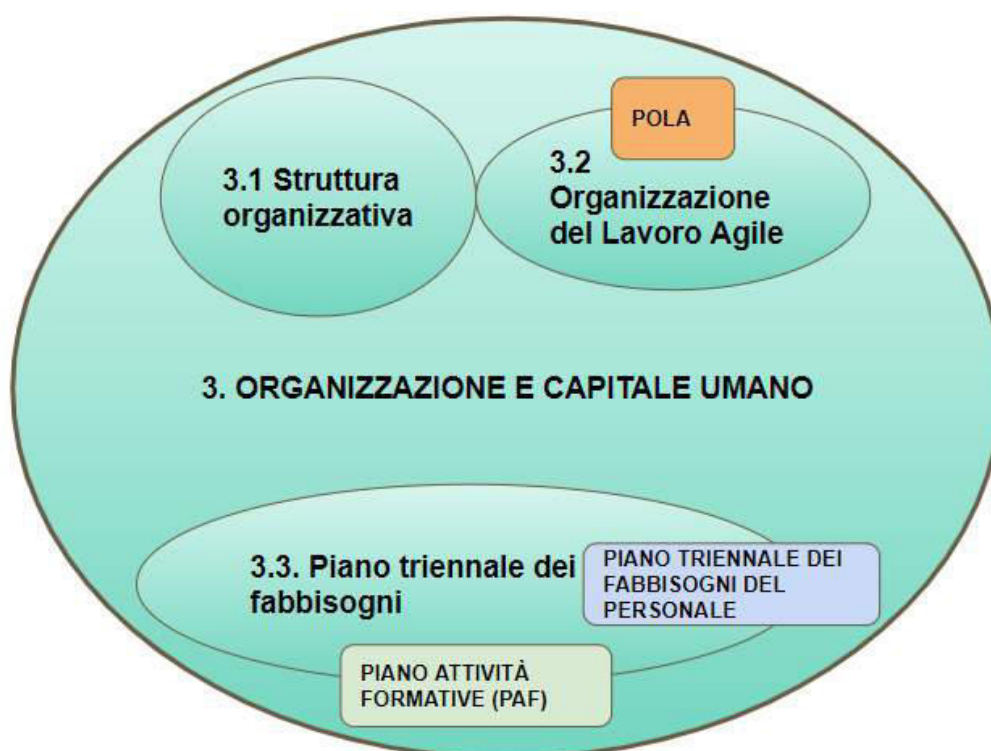 POLA
3.1 Struttura
organizzativa
3.2
Organizzazione
del Lavoro Agile
3. ORGANIZZAZIONE E CAPITALE UMANO
3.3. Piano triennale dei
fabbisogni
PIANO TRIENNALE DEI
FABBISOGNI DEL
PERSONALE
PIANO ATTIVITÀ
FORMATIVE (PAF)